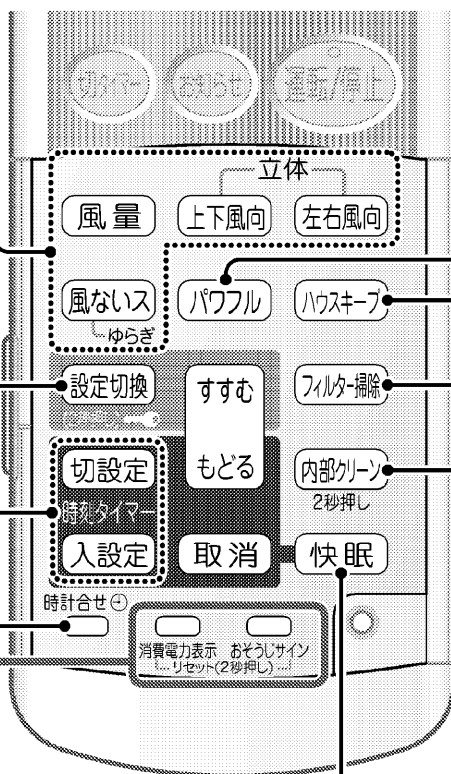 切タイマー お知らせ 運転/停止
立体
風量 上下風向 左右風向
風ないス パワフル ハウスキープ
ゆらぎ
設定切換 すすむ フィルター掃除
切設定 もどる 内部クリーン
2秒押し
時刻タイマー
入設定 取消 快眠
時計合せ
消費電力表示 おそうじサイン
リセット(2秒押し)